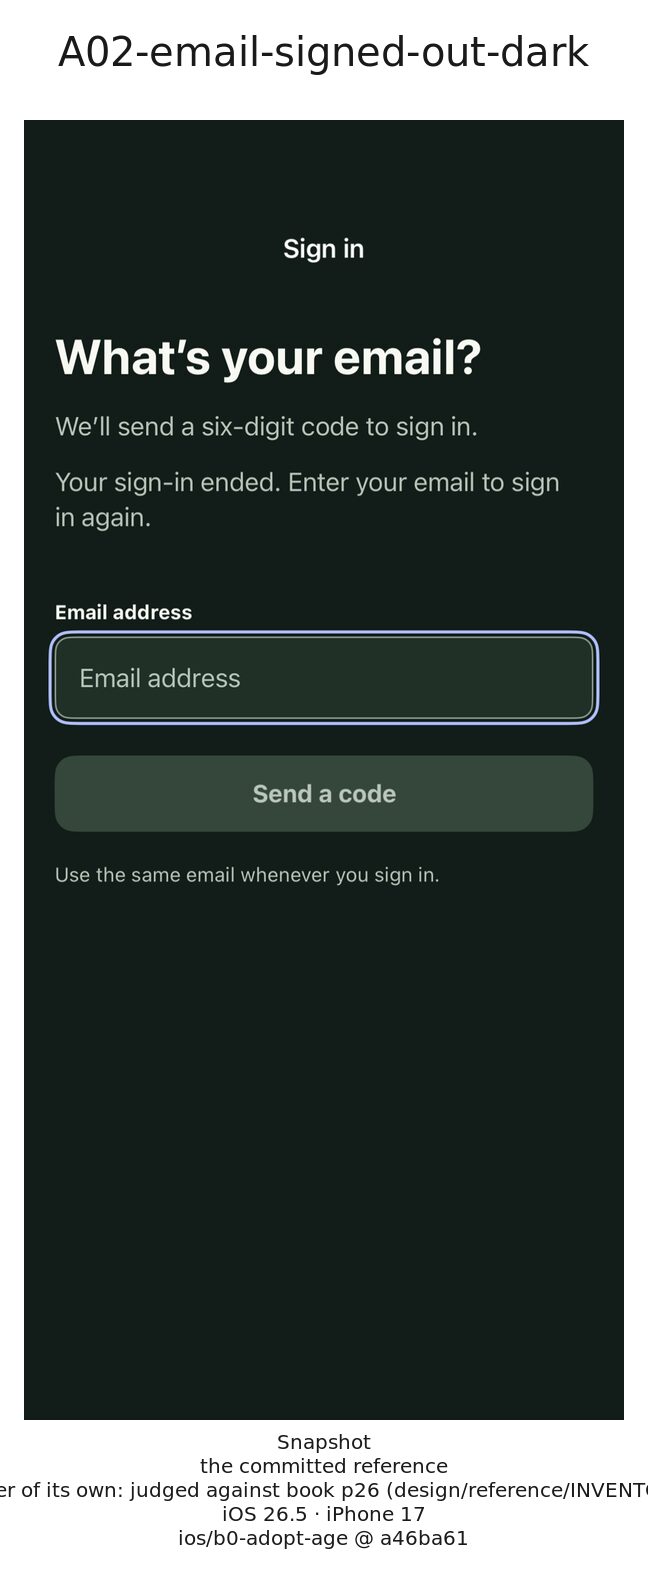 A02-email-signed-out-dark
Sign in
What’s your email?
We’ll send a six-digit code to sign in.
Your sign-in ended. Enter your email to sign
in again.
Email address
Email address
Send a code
Use the same email whenever you sign in.
Snapshot
the committed reference
of its own: judged against book p26 (design/reference/
iOS 26.5 · iPhone 17
ios/b0-adopt-age @ a46ba61